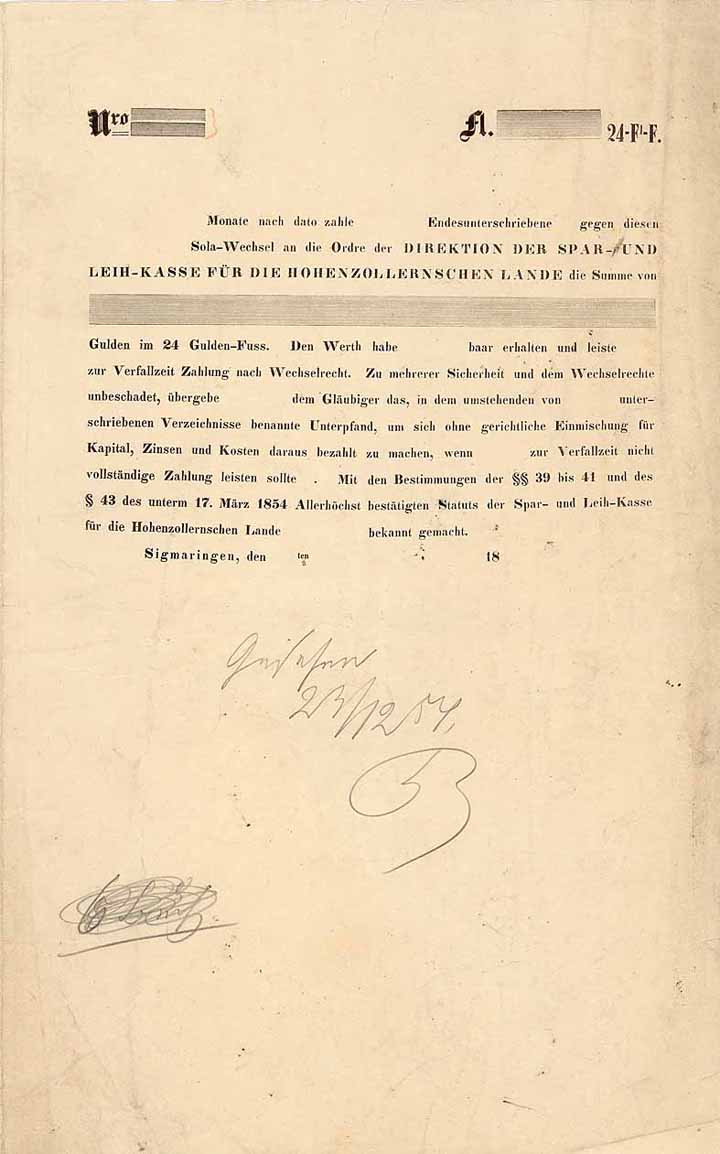 Nro
Fl. 24-Fl-F.
Monate nach dato zahle Endesunterschriebene gegen diesen
Sola-Wechsel an die Ordre der DIREKTION DER SPAR- UND
LEIH-KASSE FÜR DIE HOHENZOLLERNSCHEN LANDE die Summe von
Gulden im 24 Gulden-Fuss. Den Werth habe baar erhalten und leiste
zur Verfallzeit Zahlung nach Wechselrecht. Zu mehrerer Sicherheit und dem Wechselrechte
unbeschadet, übergebe dem Gläubiger das, in dem umstehenden von unter-
schriebenen Verzeichnisse benannte Unterpfand, um sich ohne gerichtliche Einmischung für
Kapital, Zinsen und Kosten daraus bezahlt zu machen, wenn zur Verfallzeit nicht
vollständige Zahlung leisten sollte . Mit den Bestimmungen der §§ 39 bis 41 und des
§ 43 des unterm 17. März 1854 Allerhöchst bestätigten Statuts der Spar- und Leih-Kasse
für die Hohenzollernschen Lande bekannt gemacht.
Sigmaringen, den ten 18
Gesehen
23/12 54.